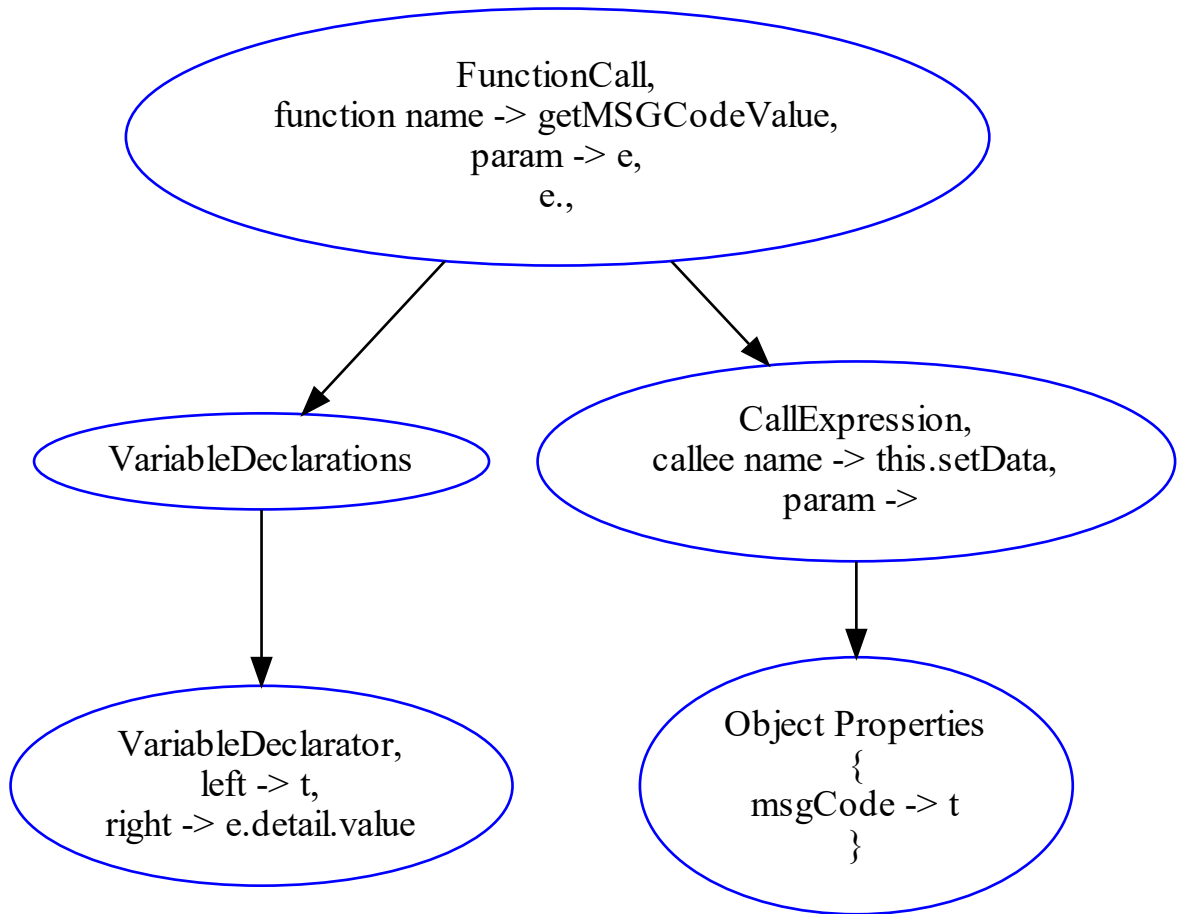 FunctionCall,
function name -> getMSGCodeValue,
param -> e,
e.,
VariableDeclarations
CallExpression,
callee name -> this.setData,
param ->
VariableDeclarator,
left -> t,
right -> e.detail.value
Object Properties
{
msgCode -> t
}